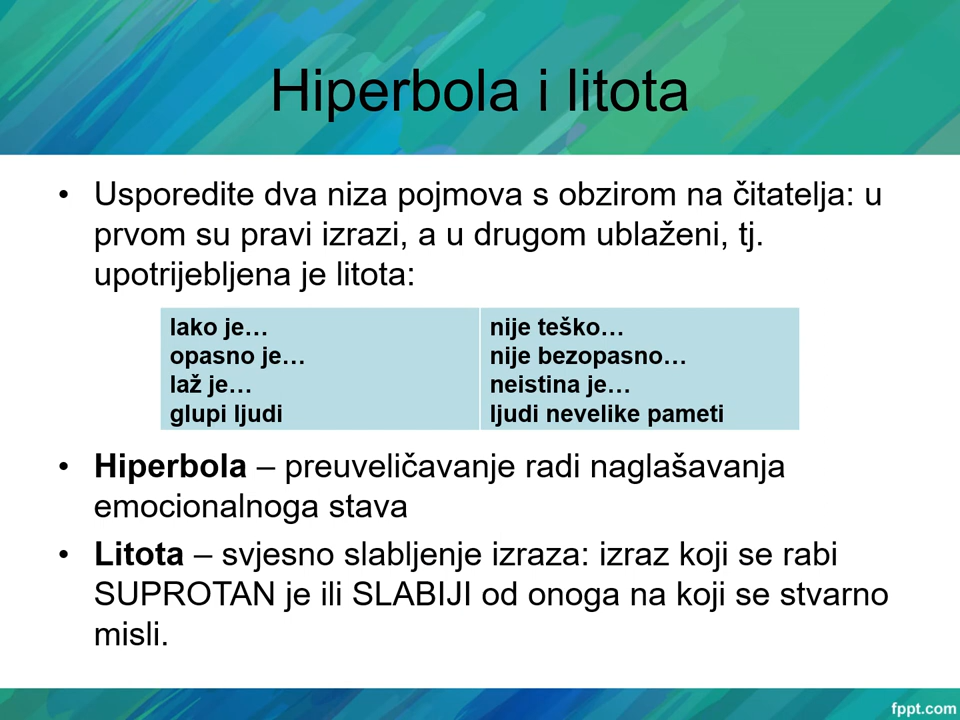 Hiperbola i litota
• Usporedite dva niza pojmova s obzirom na čitatelja: u
prvom su pravi izrazi, a u drugom ublaženi, tj.
upotrijebljena je litota:
lako je…
opasno je…
laž je…
glupi ljudi
nije teško…
nije bezopasno…
neistina je…
ljudi nevelike pameti
• Hiperbola – preuveličavanje radi naglašavanja
emocionalnoga stava
• Litota – svjesno slabljenje izraza: izraz koji se rabi
SUPROTAN je ili SLABIJI od onoga na koji se stvarno
misli.
fppt.com